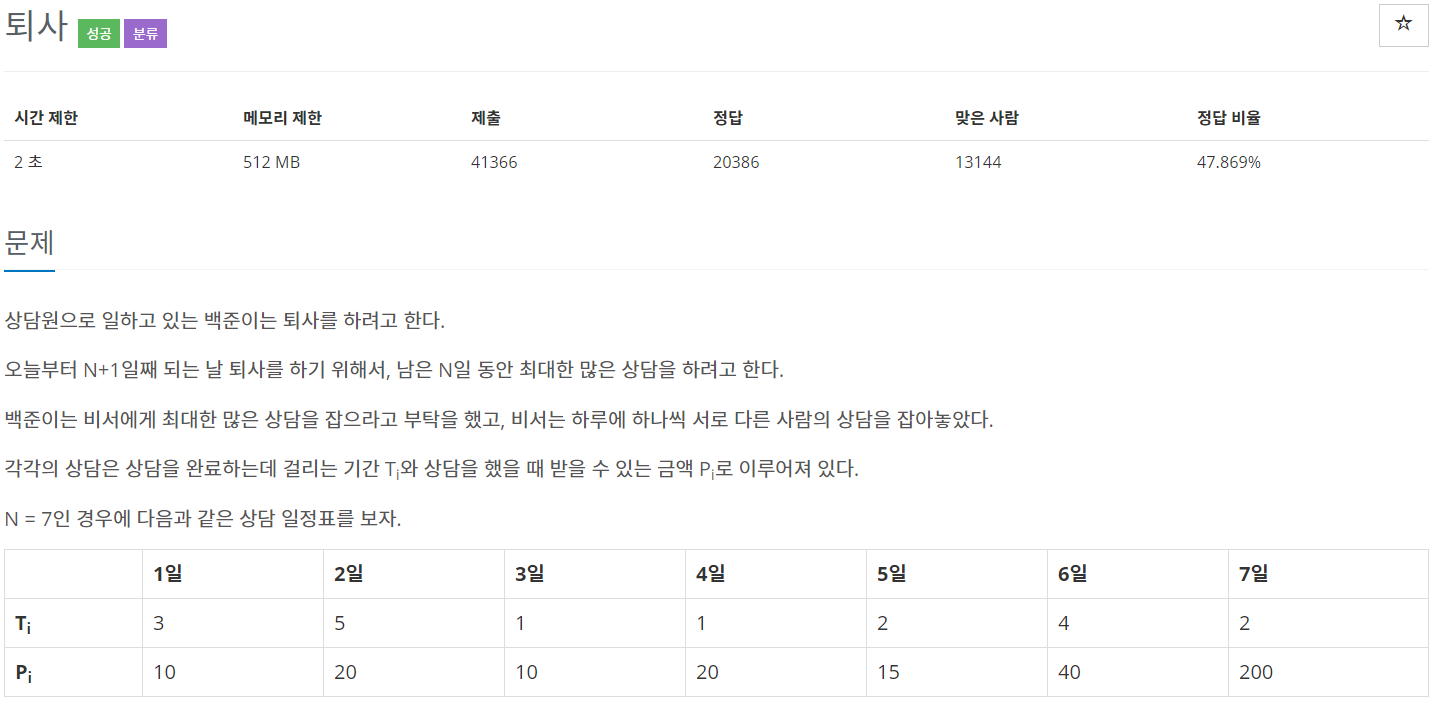 퇴사 성공 분류 ☆
시간 제한 메모리 제한 제출 정답 맞은 사람 정답 비율
2 초 512 MB 41366 20386 13144 47.869%
문제
상담원으로 일하고 있는 백준이는 퇴사를 하려고 한다.
오늘부터 N+1일째 되는 날 퇴사를 하기 위해서, 남은 N일 동안 최대한 많은 상담을 하려고 한다.
백준이는 비서에게 최대한 많은 상담을 잡으라고 부탁을 했고, 비서는 하루에 하나씩 서로 다른 사람의 상담을 잡아놓았다.
각각의 상담은 상담을 완료하는데 걸리는 기간 Ti와 상담을 했을 때 받을 수 있는 금액 Pi로 이루어져 있다.
N = 7인 경우에 다음과 같은 상담 일정표를 보자.
1일 2일 3일 4일 5일 6일 7일
Ti 3 5 1 1 2 4 2
Pi 10 20 10 20 15 40 200